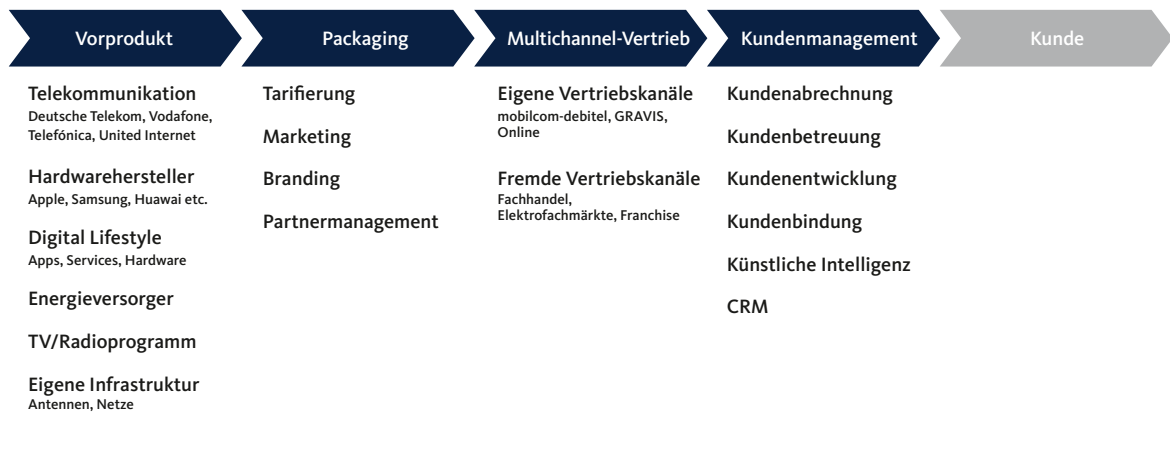 Vorprodukt
Telekommunikation
Deutsche Telekom, Vodafone,
Telefónica, United Internet
Hardwarehersteller
Apple, Samsung, Huawai etc.
Digital Lifestyle
Apps, Services, Hardware
Energieversorger
TV/Radioprogramm
Eigene Infrastruktur
Antennen, Netze
Packaging
Tarifierung
Marketing
Branding
Partnermanagement
Multichannel-Vertrieb
Eigene Vertriebskanäle
mobilcom-debitel, GRAVIS,
Online
Fremde Vertriebskanäle
Fachhandel,
Elektrofachmärkte, Franchise
Kundenmanagement
Kundenabrechnung
Kundenbetreuung
Kundenentwicklung
Kundenbindung
Künstliche Intelligenz
CRM
Kunde